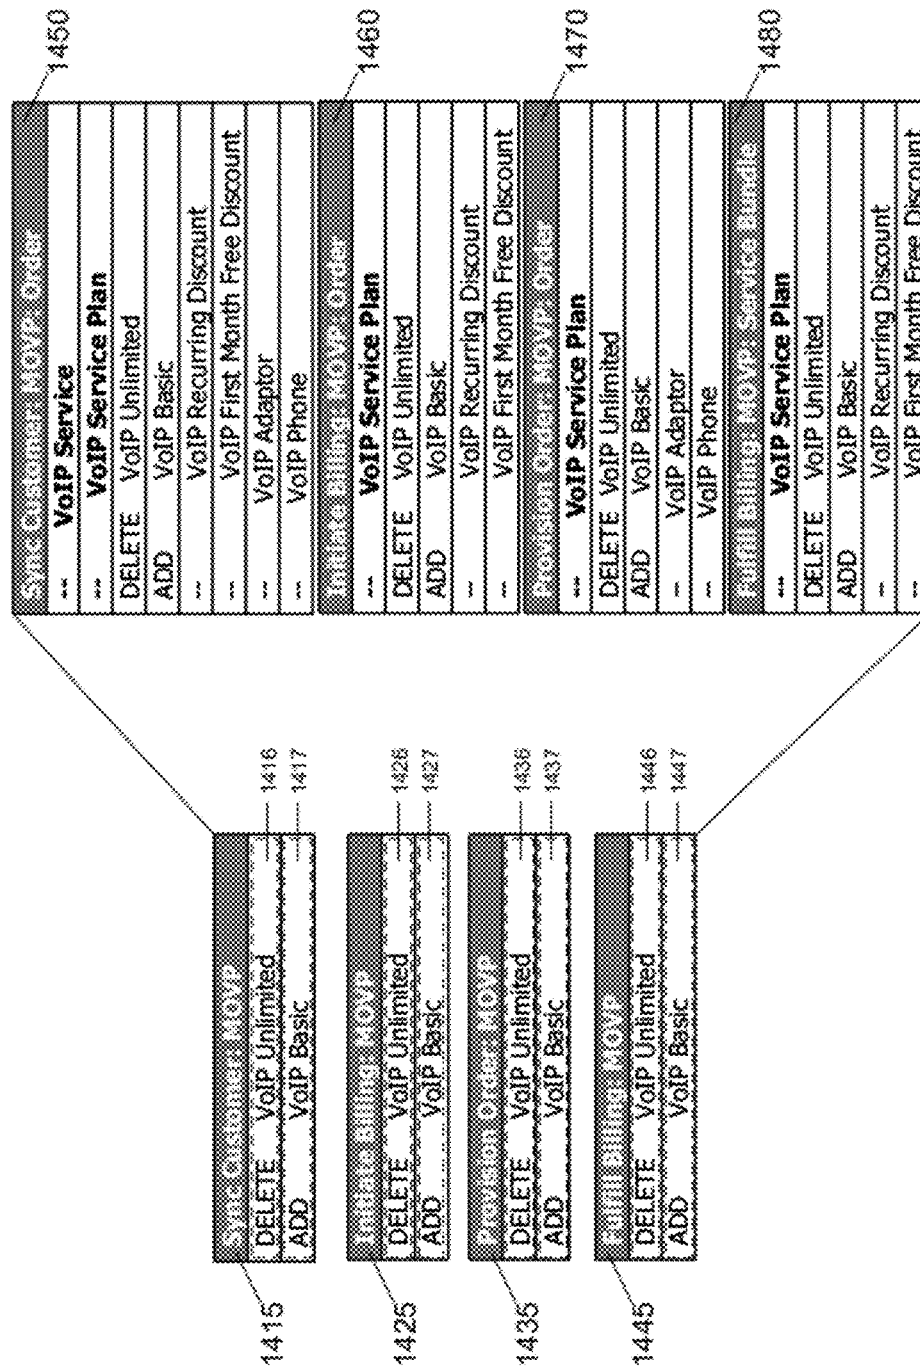 Sync Customer: MOVP
DELETE VoIP Unlimited
ADD VoIP Basic
1415
1416
1417
Initiate Billing: MOVP
DELETE VoIP Unlimited
ADD VoIP Basic
1425
1426
1427
Provision Order: MOVP
DELETE VoIP Unlimited
ADD VoIP Basic
1435
1436
1437
Fulfill Billing: MOVP
DELETE VoIP Unlimited
ADD VoIP Basic
1445
1446
1447
Sync Customer: MOVP: Order
1450
--- VoIP Service
--- VoIP Service Plan
DELETE VoIP Unlimited
ADD VoIP Basic
-- VoIP Recurring Discount
-- VoIP First Month Free Discount
-- VoIP Adaptor
-- VoIP Phone
Initiate Billing: MOVP: Order
1460
--- VoIP Service Plan
DELETE VoIP Unlimited
ADD VoIP Basic
-- VoIP Recurring Discount
-- VoIP First Month Free Discount
Provision Order: MOVP: Order
1470
--- VoIP Service Plan
DELETE VoIP Unlimited
ADD VoIP Basic
-- VoIP Adaptor
-- VoIP Phone
Fulfill Billing: MOVP: Service Bundle
1480
--- VoIP Service Plan
DELETE VoIP Unlimited
ADD VoIP Basic
-- VoIP Recurring Discount
-- VoIP First Month Free Discount